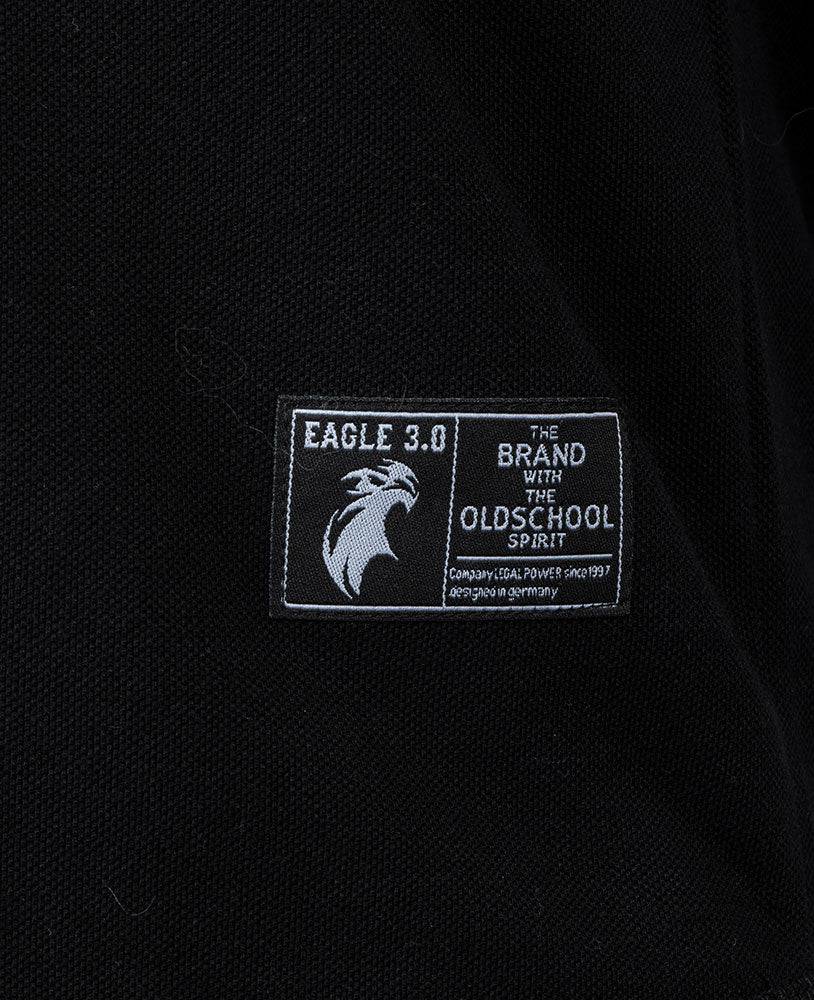 EAGLE 3.0
THE
BRAND
WITH
THE
OLDSCHOOL
SPIRIT
Company LEGAL POWER since 1997
designed in germany